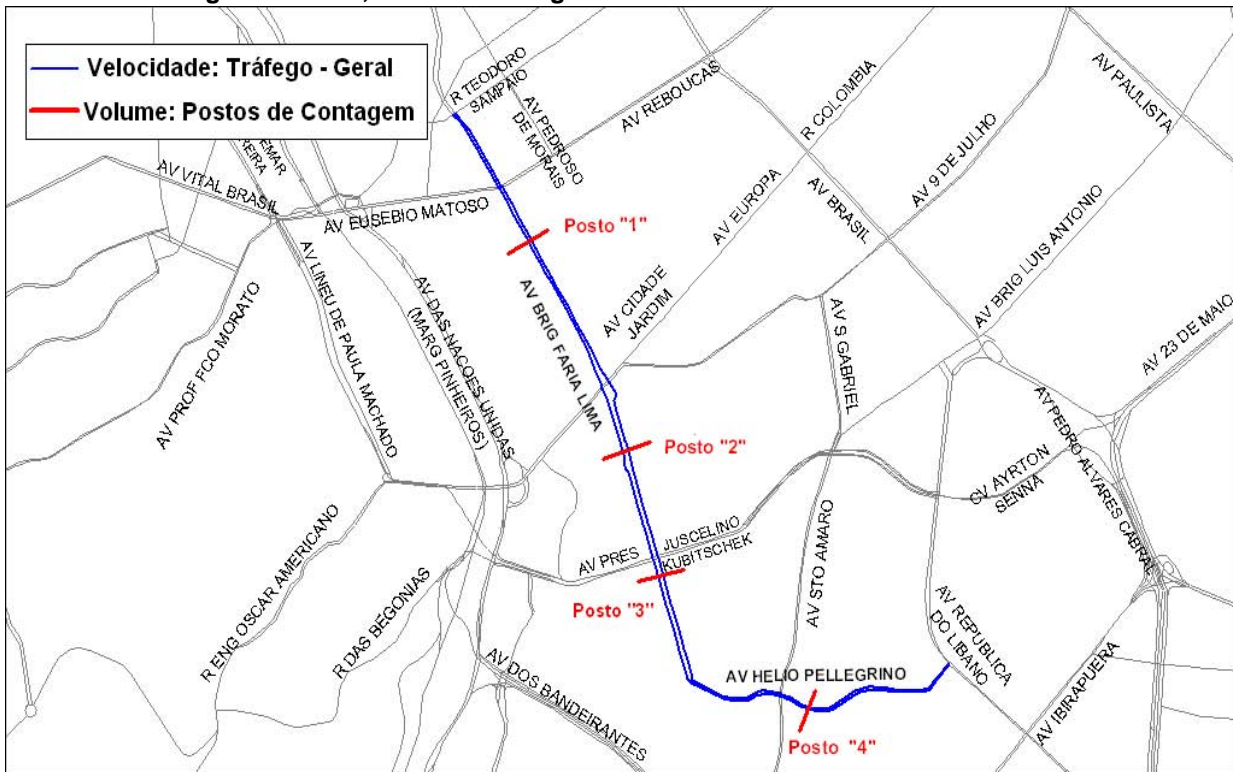 Velocidade: Tráfego - Geral
Volume: Postos de Contagem
R TEODORO
SAMPAIO
AV PEDROSO
DE MORAIS
AV REBOUCAS
R COLOMBIA
AV PAULISTA
AV VITAL BRASIL
AV EUSEBIO MATOSO
AV EUROPA
AV BRASIL
AV 9 DE JULHO
AV BRIG LUIS ANTONIO
Posto "1"
AV LINEU DE PAULA MACHADO
AV DAS NACOES UNIDAS
(MARG PINHEIROS)
AV BRIG FARIA LIMA
AV CIDADE
JARDIM
AV S GABRIEL
AV 23 DE MAIO
AV PROF FCO MORATO
Posto "2"
AV PEDRO ALVARES CABRAL
CV AYRTON
SENNA
R ENG OSCAR AMERICANO
R DAS BEGONIAS
AV PRES
JUSCELINO
KUBITSCHEK
Posto "3"
AV STO AMARO
AV REPUBLICA
DO LIBANO
AV DOS BANDEIRANTES
AV HELIO PELLEGRINO
AV IBIRAPUERA
Posto "4"